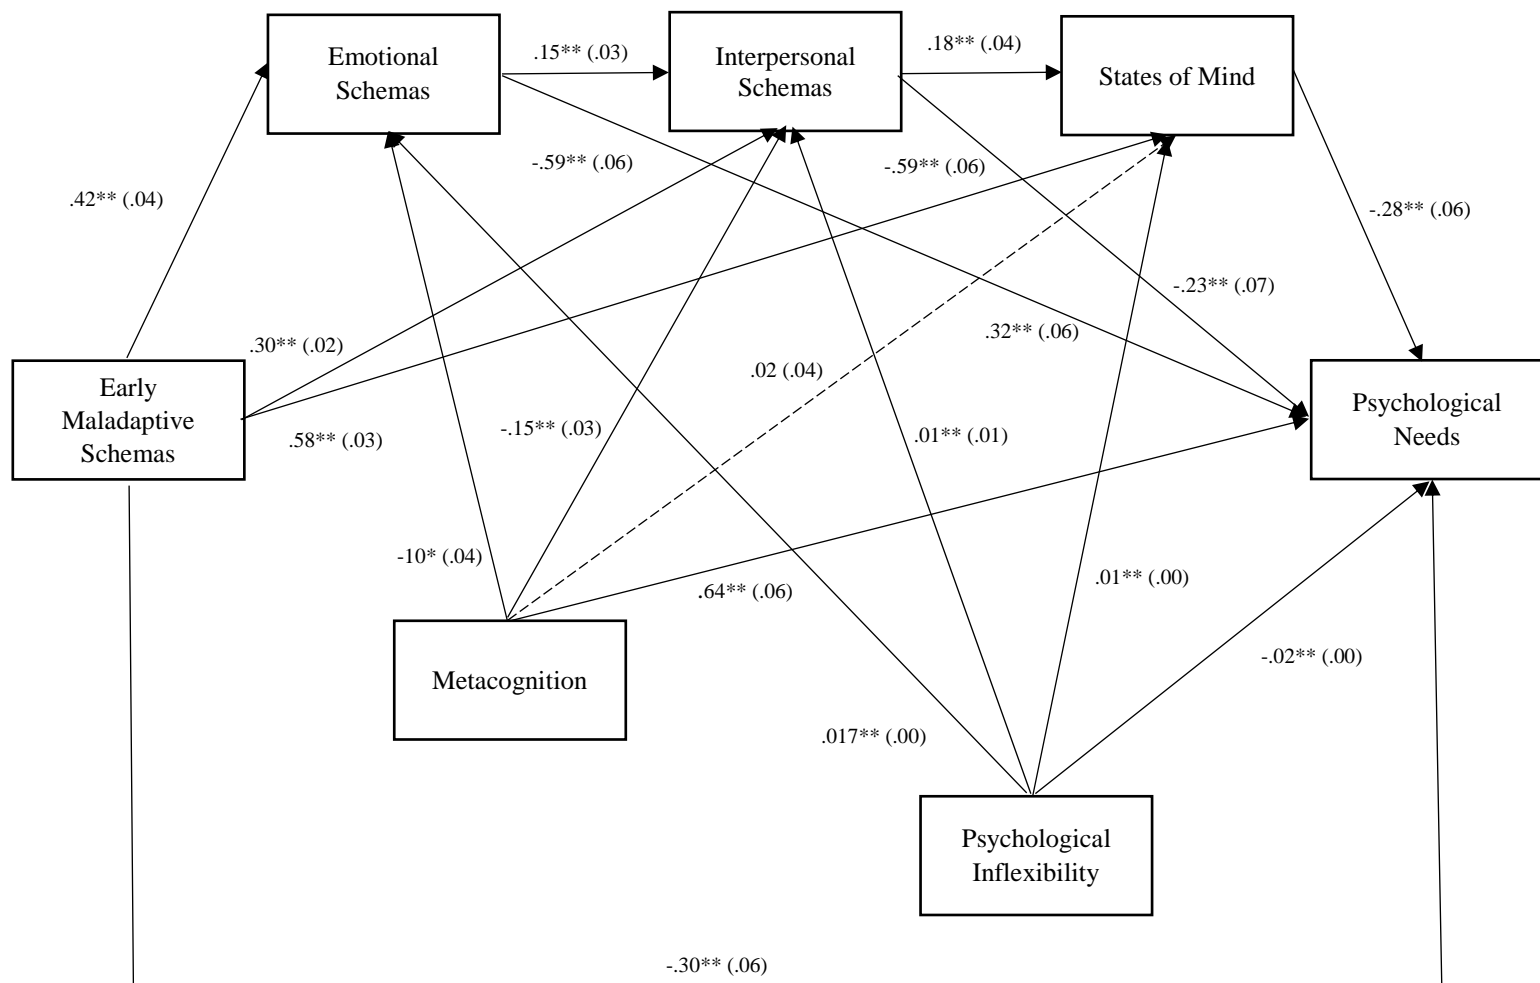 .15** (.03)
.18** (.04)
Emotional
Schemas
Interpersonal
Schemas
States of Mind
-.59** (.06)
-.59** (.06)
.42** (.04)
-.28** (.06)
-.23** (.07)
.32** (.06)
.30** (.02)
.02 (.04)
Early
Maladaptive
Schemas
Psychological
Needs
.58** (.03)
-.15** (.03)
.01** (.01)
-10* (.04)
.64** (.06)
.01** (.00)
-.02** (.00)
Metacognition
.017** (.00)
Psychological
Inflexibility
-.30** (.06)